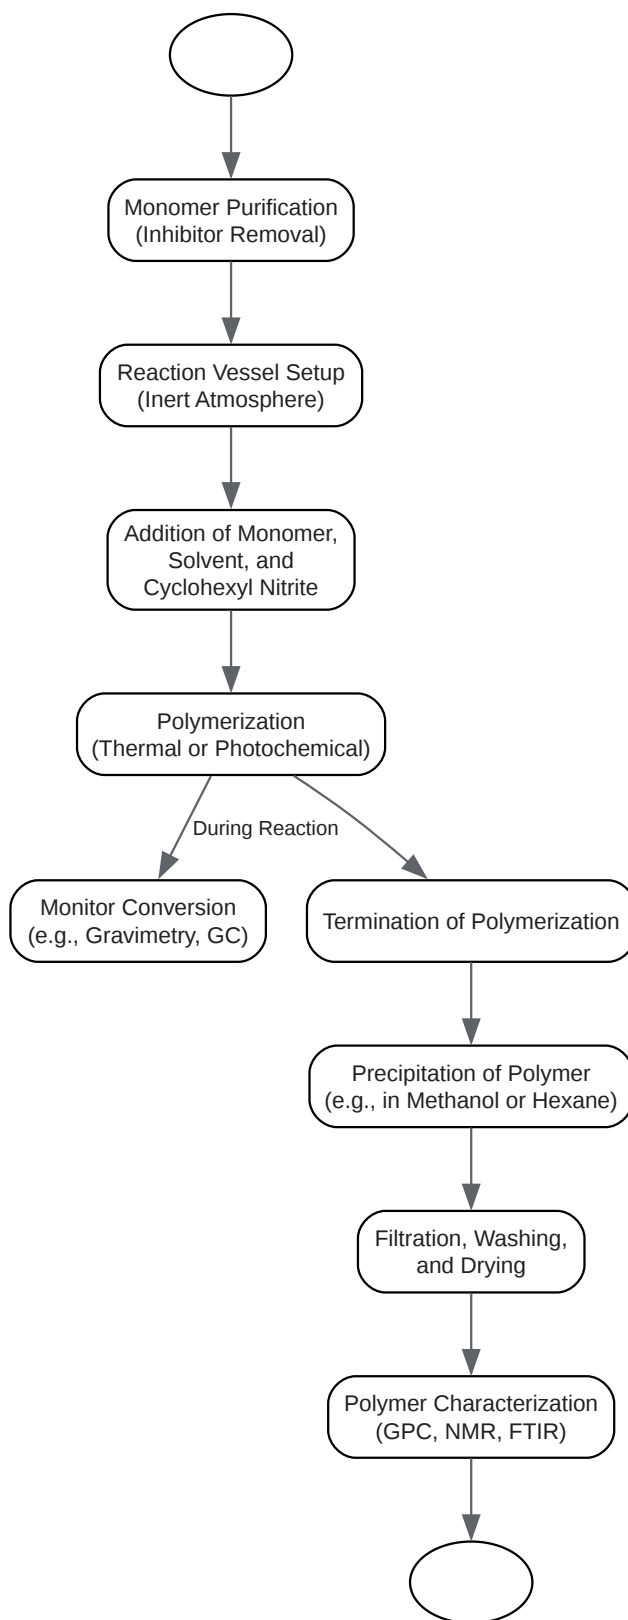 Monomer Purification
(Inhibitor Removal)
Reaction Vessel Setup
(Inert Atmosphere)
Addition of Monomer,
Solvent, and
Cyclohexyl Nitrite
Polymerization
(Thermal or Photochemical)
During Reaction
Monitor Conversion
(e.g., Gravimetry, GC)
Termination of Polymerization
Precipitation of Polymer
(e.g., in Methanol or Hexane)
Filtration, Washing,
and Drying
Polymer Characterization
(GPC, NMR, FTIR)